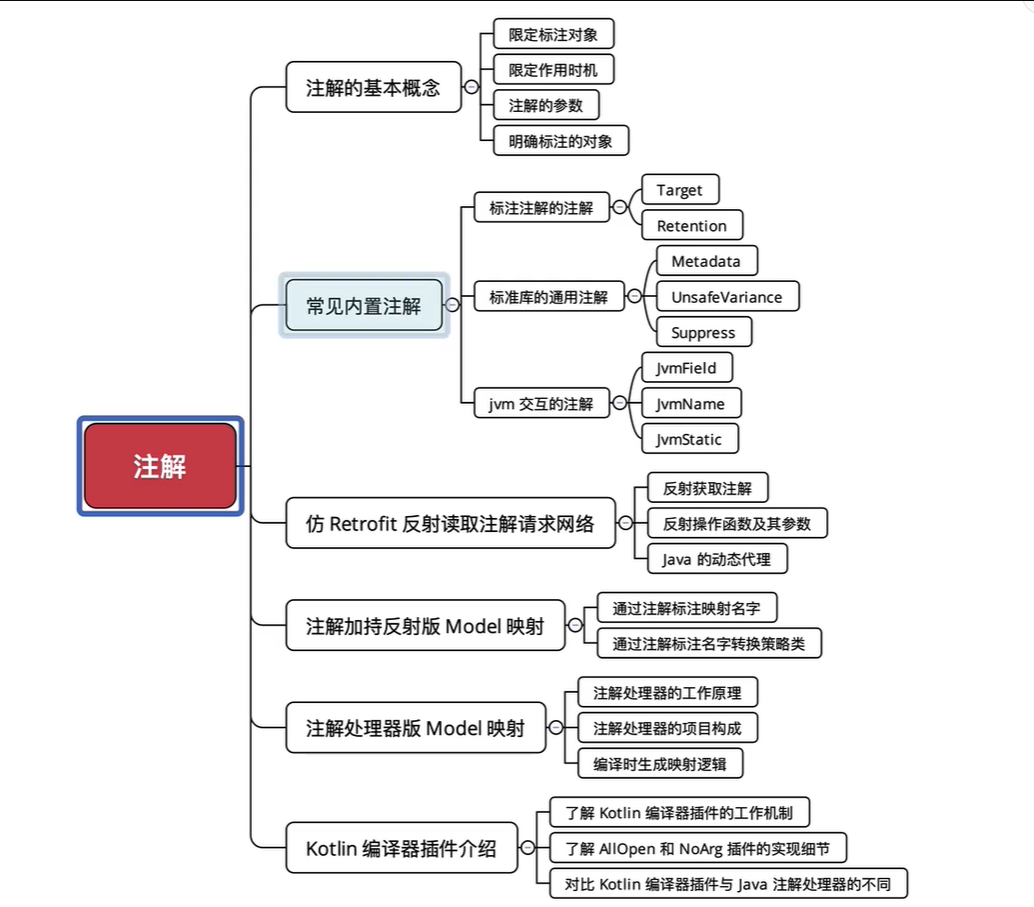 注解
注解的基本概念
限定标注对象
限定作用时机
注解的参数
明确标注的对象
常见内置注解
标注注解的注解
Target
Retention
标准库的通用注解
Metadata
UnsafeVariance
Suppress
jvm 交互的注解
JvmField
JvmName
JvmStatic
仿 Retrofit 反射读取注解请求网络
反射获取注解
反射操作函数及其参数
Java 的动态代理
注解加持反射版 Model 映射
通过注解标注映射名字
通过注解标注名字转换策略类
注解处理器版 Model 映射
注解处理器的工作原理
注解处理器的项目构成
编译时生成映射逻辑
Kotlin 编译器插件介绍
了解 Kotlin 编译器插件的工作机制
了解 AllOpen 和 NoArg 插件的实现细节
对比 Kotlin 编译器插件与 Java 注解处理器的不同